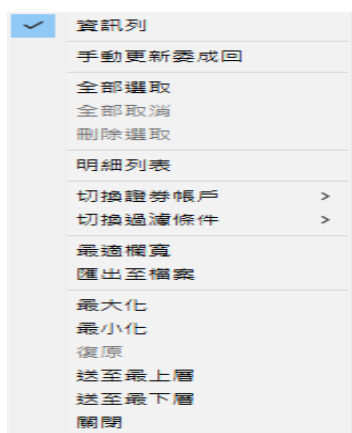 資訊列
手動更新委成回
全部選取
全部取消
刪除選取
明細列表
切換證券帳戶
切換過濾條件
最適欄寬
匯出至檔案
最大化
最小化
復原
送至最上層
送至最下層
關閉